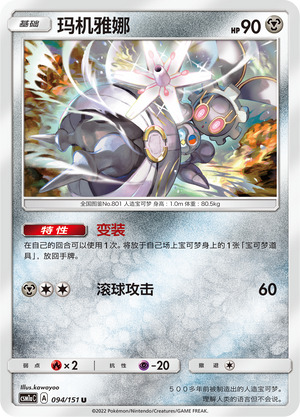 基础 玛机雅娜 HP 90
全国图鉴No.801 人造宝可梦 身高:1.0m 体重:80.5kg
特性 变装
在自己的回合可以使用1次。将放于自己场上宝可梦身上的1张「宝可梦道
具」,放回手牌。
滚球攻击 60
Illus.kawayoo 弱点 ×2 抗性 -20 撤退
CSM1cC A 094/151 U
500多年前被制造出的人造宝可梦。
理解人类的语言但不会说。
©2022 Pokémon/Nintendo/Creatures/GAME FREAK.